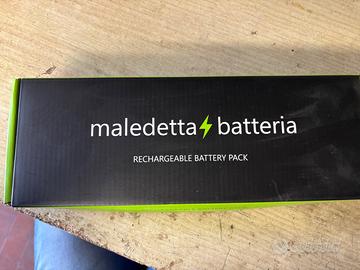 maledetta batteria
RECHARGEABLE BATTERY PACK